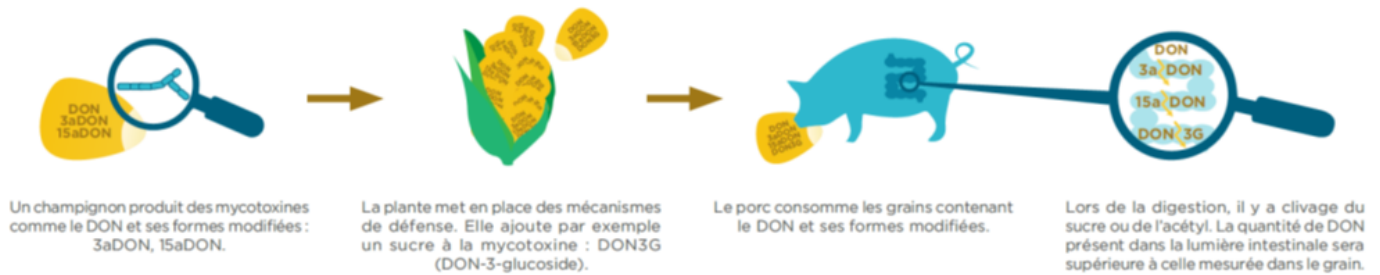 DON
3aDON
15aDON
Un champignon produit des mycotoxines
comme le DON et ses formes modifiées :
3aDON, 15aDON.
La plante met en place des mécanismes
de défense. Elle ajoute par exemple
un sucre à la mycotoxine : DON3G
(DON-3-glucoside).
DON
3aDON
15aDON
DON3G
Le porc consomme les grains contenant
le DON et ses formes modifiées.
DON
3a DON
15a DON
DON 3G
Lors de la digestion, il y a clivage du
sucre ou de l'acétyl. La quantité de DON
présent dans la lumière intestinale sera
supérieure à celle mesurée dans le grain.